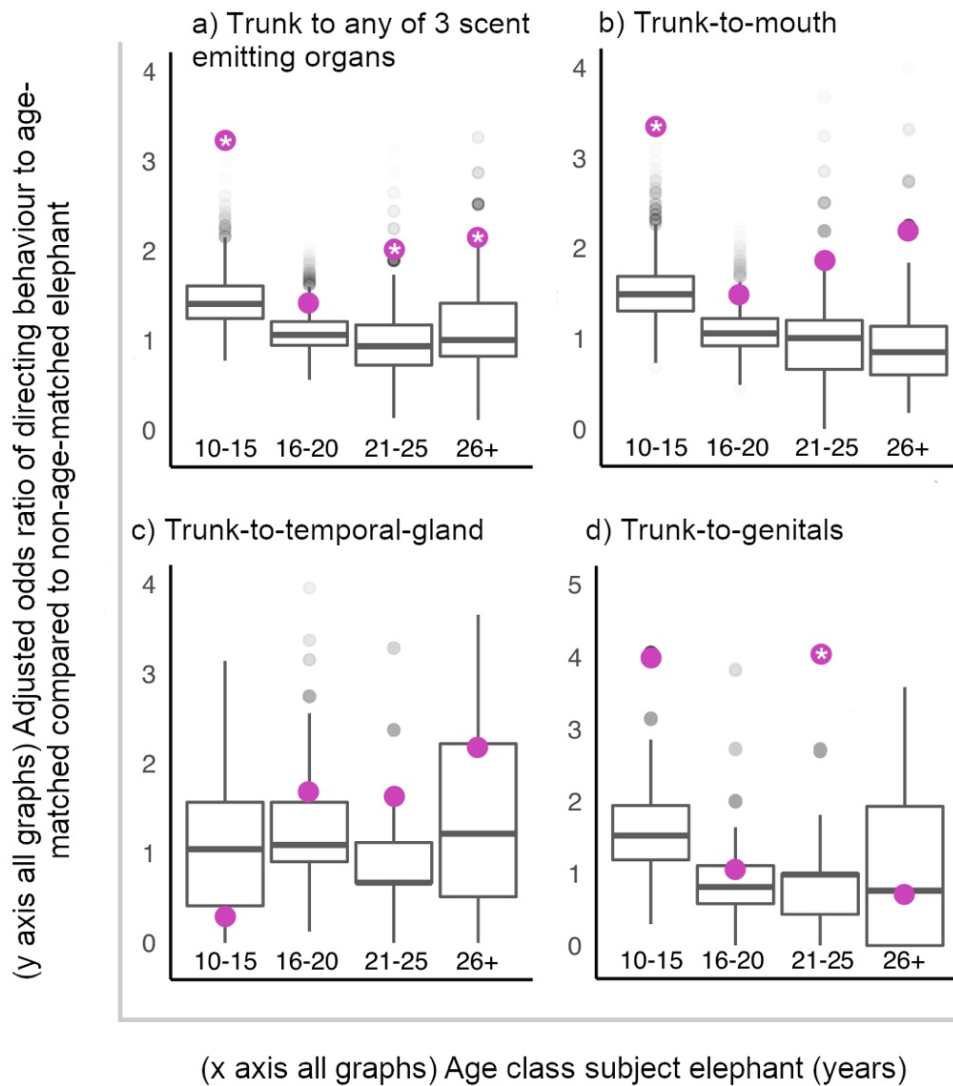 (y axis all graphs) Adjusted odds ratio of directing behaviour to age-
matched compared to non-age-matched elephant
a) Trunk to any of 3 scent
emitting organs
4
3
2
1
0
10-15 16-20 21-25 26+
b) Trunk-to-mouth
4
3
2
1
0
10-15 16-20 21-25 26+
c) Trunk-to-temporal-gland
4
3
2
1
0
10-15 16-20 21-25 26+
d) Trunk-to-genitals
5
4
3
2
1
0
10-15 16-20 21-25 26+
(x axis all graphs) Age class subject elephant (years)